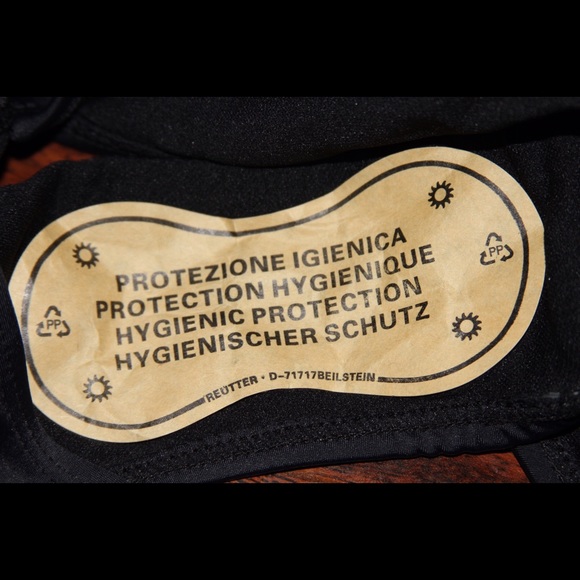 PROTEZIONE IGIENICA
PROTECTION HYGIENIQUE
HYGIENIC PROTECTION
HYGIENISCHER SCHUTZ
REUTTER · D-71717BEILSTEIN
PP
PP